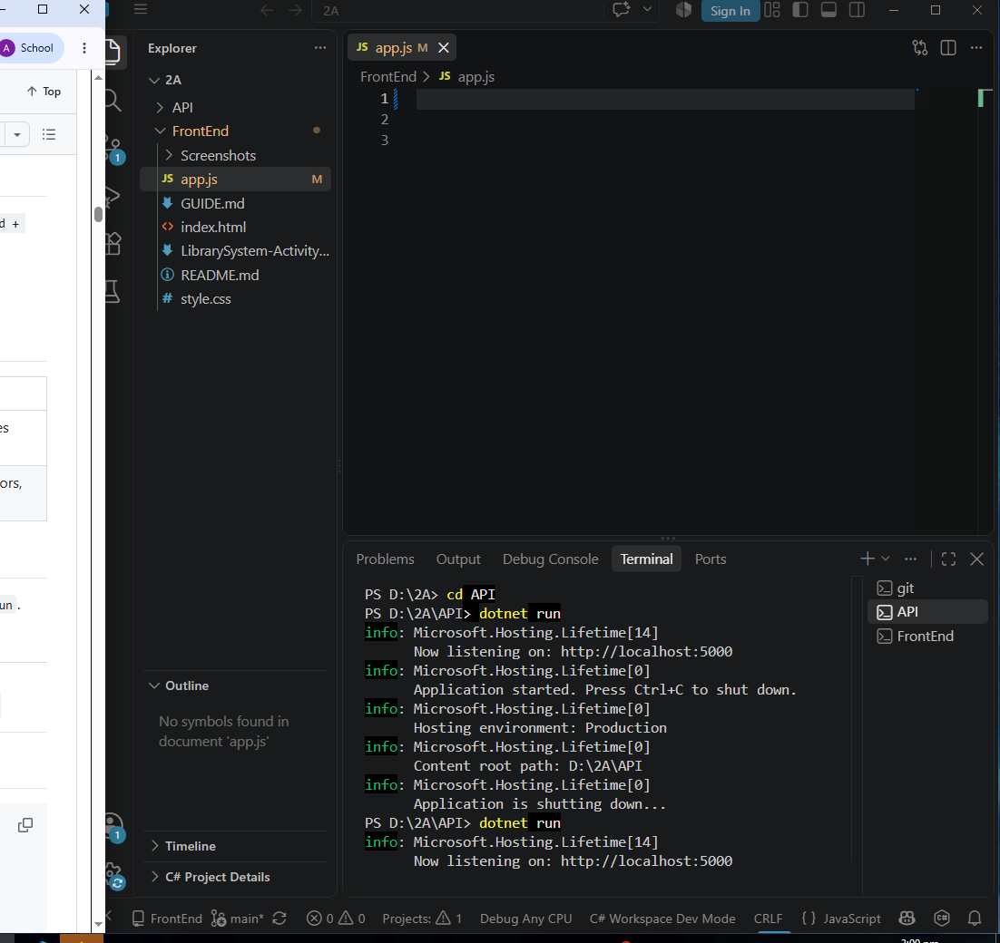 2A
Sign In
A School
Top
d +
es
ors,
un .
Explorer
2A
API
FrontEnd
Screenshots
JS app.js M
GUIDE.md
index.html
LibrarySystem-Activity...
README.md
# style.css
Outline
No symbols found in
document 'app.js'
Timeline
C# Project Details
1
1
JS app.js M
FrontEnd > JS app.js
1
2
3
Problems Output Debug Console Terminal Ports
PS D:\2A> cd API
PS D:\2A\API> dotnet run
info: Microsoft.Hosting.Lifetime[14]
Now listening on: http://localhost:5000
info: Microsoft.Hosting.Lifetime[0]
Application started. Press Ctrl+C to shut down.
info: Microsoft.Hosting.Lifetime[0]
Hosting environment: Production
info: Microsoft.Hosting.Lifetime[0]
Content root path: D:\2A\API
info: Microsoft.Hosting.Lifetime[0]
Application is shutting down...
PS D:\2A\API> dotnet run
info: Microsoft.Hosting.Lifetime[14]
Now listening on: http://localhost:5000
git
API
FrontEnd
FrontEnd main* 0 0 Projects: 1 Debug Any CPU C# Workspace Dev Mode CRLF {} JavaScript